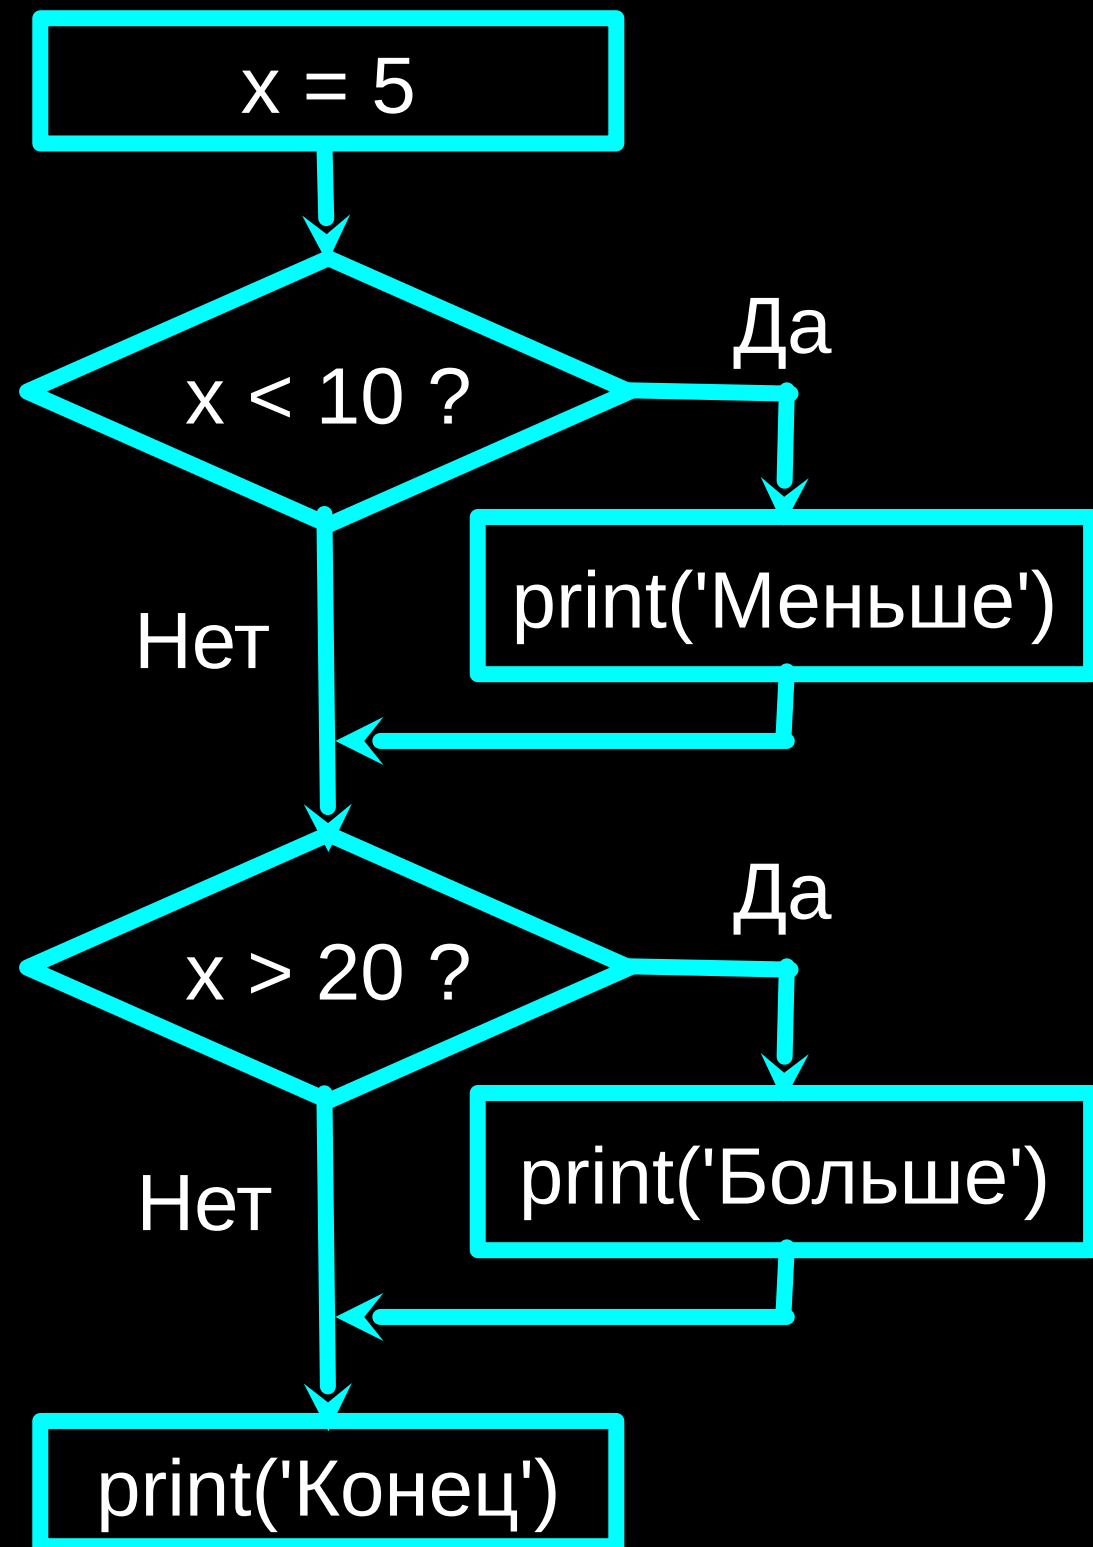 x = 5
x < 10 ?
Да
print('Меньше')
Нет
x > 20 ?
Да
print('Больше')
Нет
print('Конец')